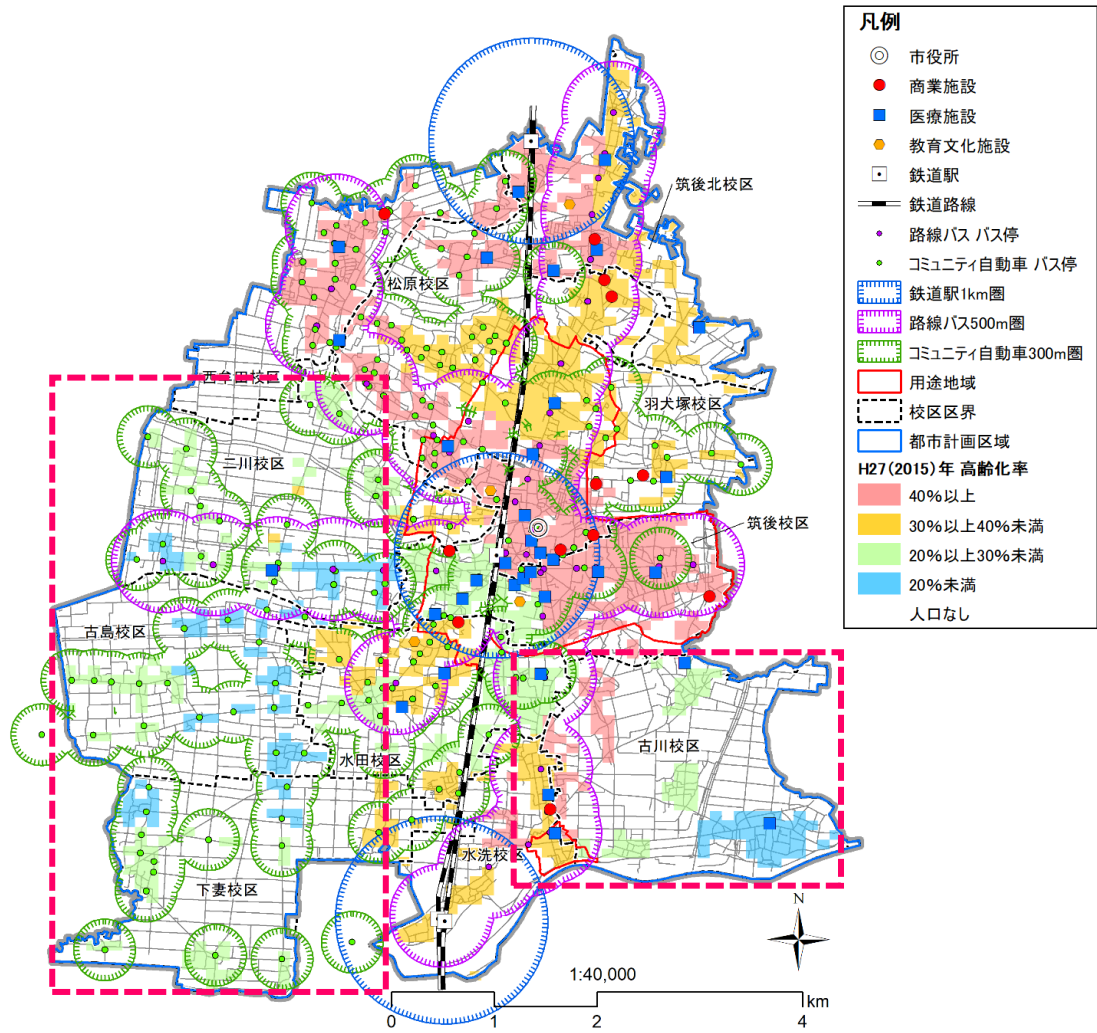 凡例
市役所
商業施設
医療施設
教育文化施設
鉄道駅
鉄道路線
路線バス バス停
コミュニティ自動車 バス停
鉄道駅1km圏
路線バス500m圏
コミュニティ自動車300m圏
用途地域
校区区界
都市計画区域
H27(2015)年 高齢化率
40%以上
30%以上40%未満
20%以上30%未満
20%未満
人口なし
筑後北校区
松原校区
西牟田校区
羽犬塚校区
二川校区
筑後校区
古島校区
水田校区
古川校区
水洗校区
下妻校区
N
1:40,000
km
0 1 2 4